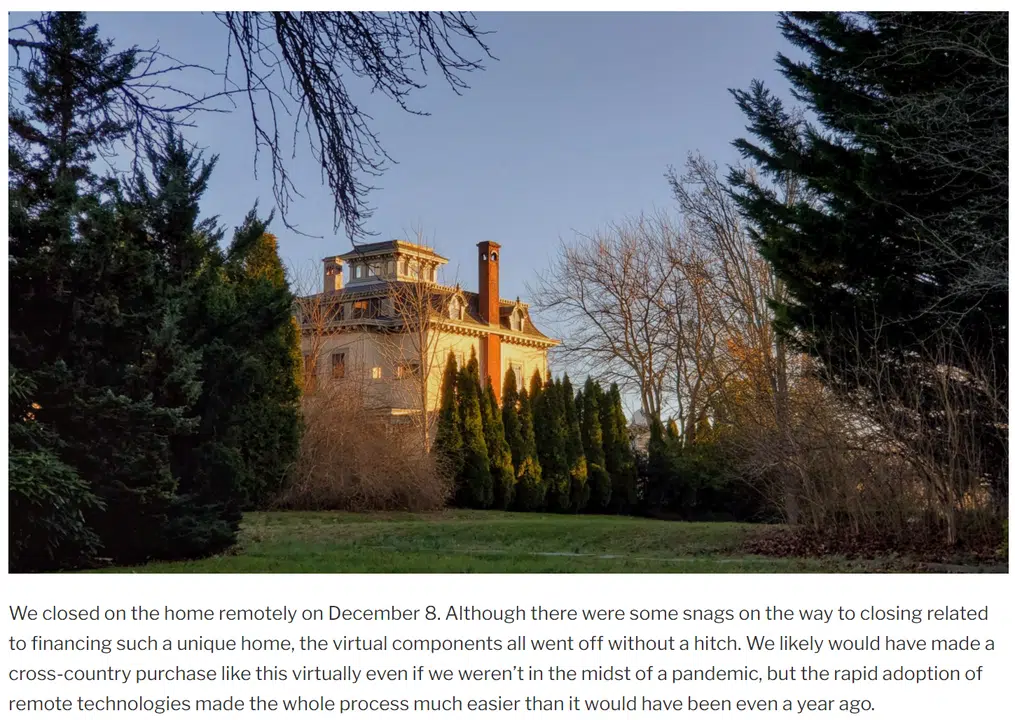 We closed on the home remotely on December 8. Although there were some snags on the way to closing related
to financing such a unique home, the virtual components all went off without a hitch. We likely would have made a
cross-country purchase like this virtually even if we weren’t in the midst of a pandemic, but the rapid adoption of
remote technologies made the whole process much easier than it would have been even a year ago.